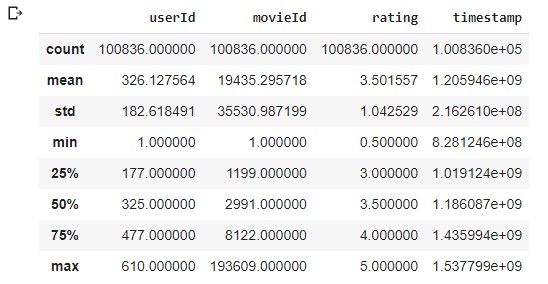 userId movieId rating timestamp
count 100836.000000 100836.000000 100836.000000 1.008360e+05
mean 326.127564 19435.295718 3.501557 1.205946e+09
std 182.618491 35530.987199 1.042529 2.162610e+08
min 1.000000 1.000000 0.500000 8.281246e+08
25% 177.000000 1199.000000 3.000000 1.019124e+09
50% 325.000000 2991.000000 3.500000 1.186087e+09
75% 477.000000 8122.000000 4.000000 1.435994e+09
max 610.000000 193609.000000 5.000000 1.537799e+09